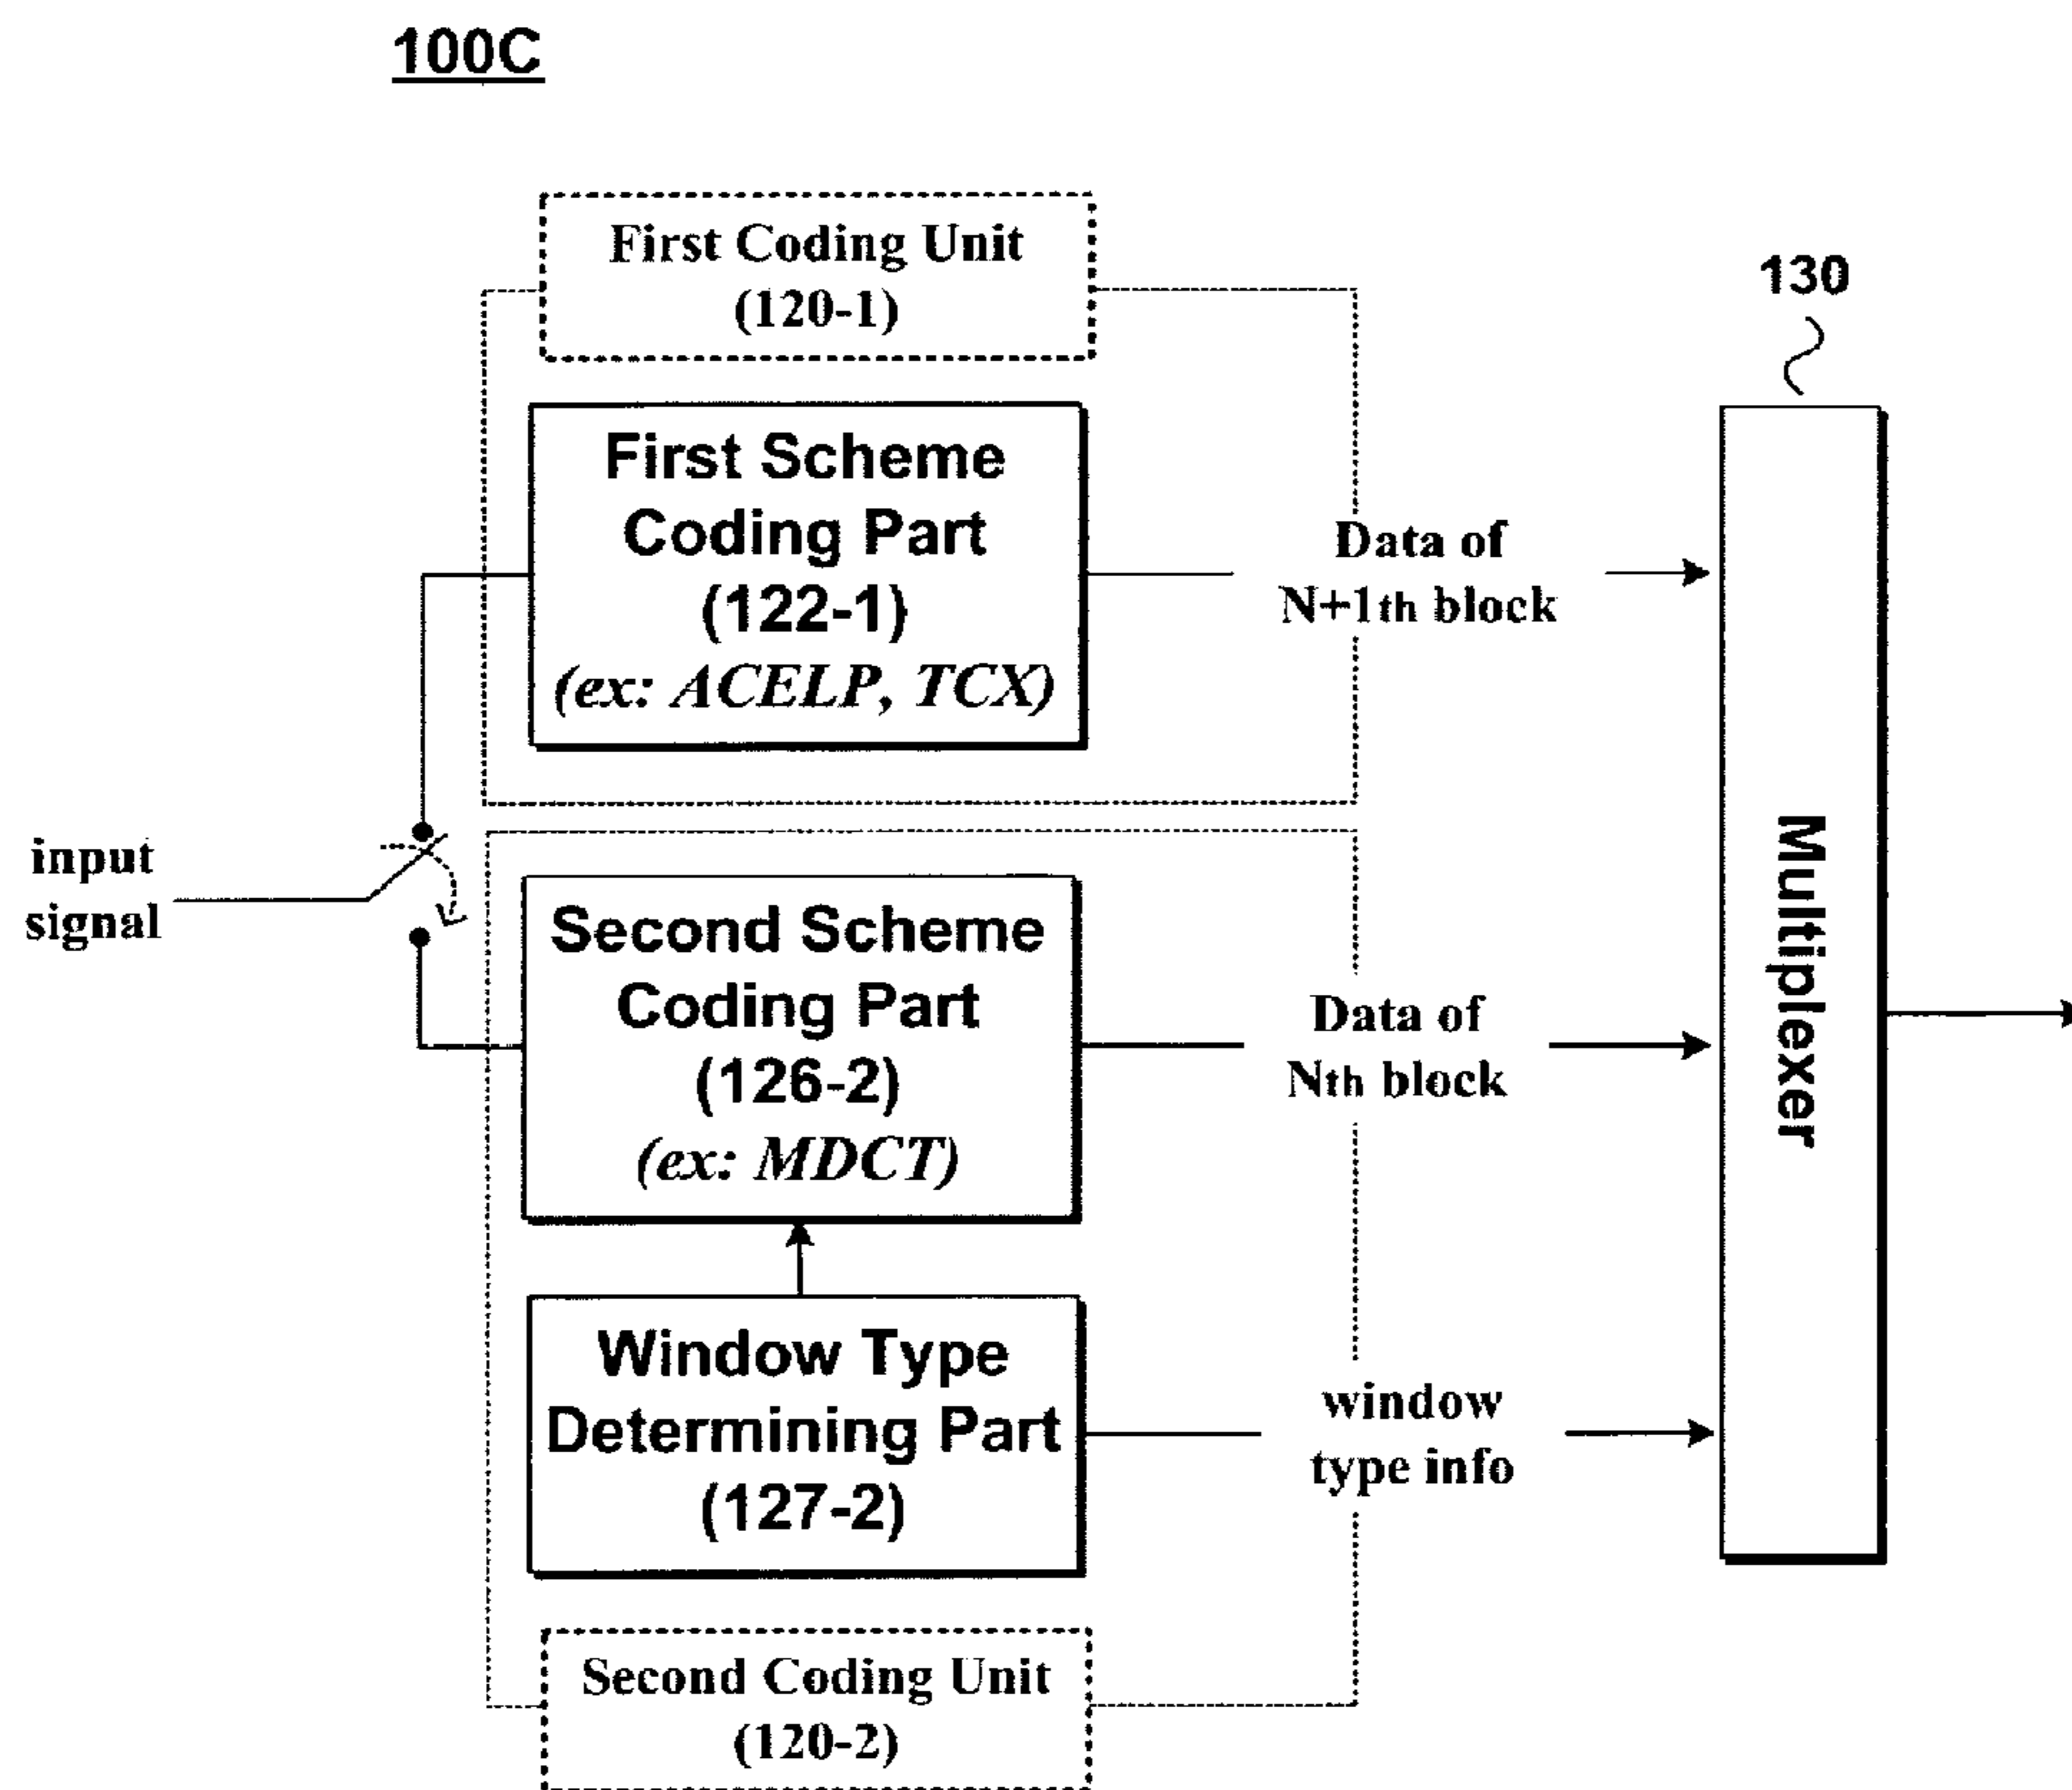 100C
First Coding Unit
(120-1)
130
First Scheme
Coding Part
(122-1)
(ex: ACELP, TCX)
Data of
N+1th block
input
signal
Second Scheme
Coding Part
(126-2)
(ex: MDCT)
Data of
Nth block
Multiplexer
Window Type
Determining Part
(127-2)
window
type info
Second Coding Unit
(120-2)